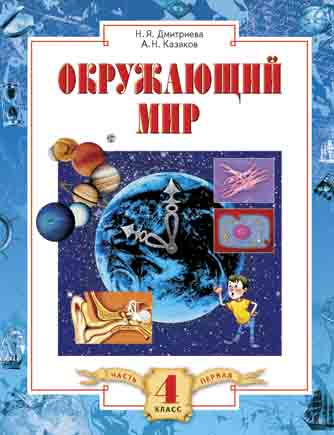 Н. Я. Дмитриева
А. Н. Казаков
ОКРУЖАЮЩИЙ
МИР
ЧАСТЬ 4 ПЕРВАЯ
КЛАСС